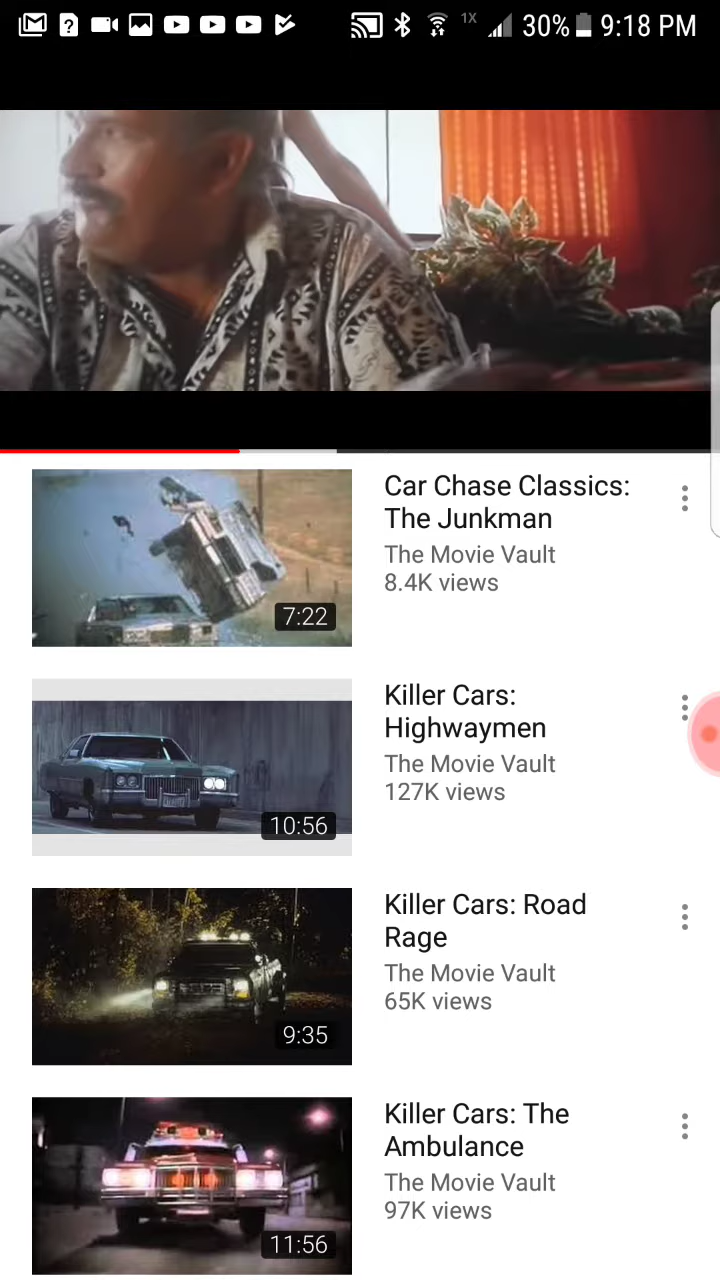 1X 30% 9:18 PM
Car Chase Classics:
The Junkman
The Movie Vault
8.4K views
7:22
Killer Cars:
Highwaymen
The Movie Vault
127K views
10:56
Killer Cars: Road
Rage
The Movie Vault
65K views
9:35
Killer Cars: The
Ambulance
The Movie Vault
97K views
11:56